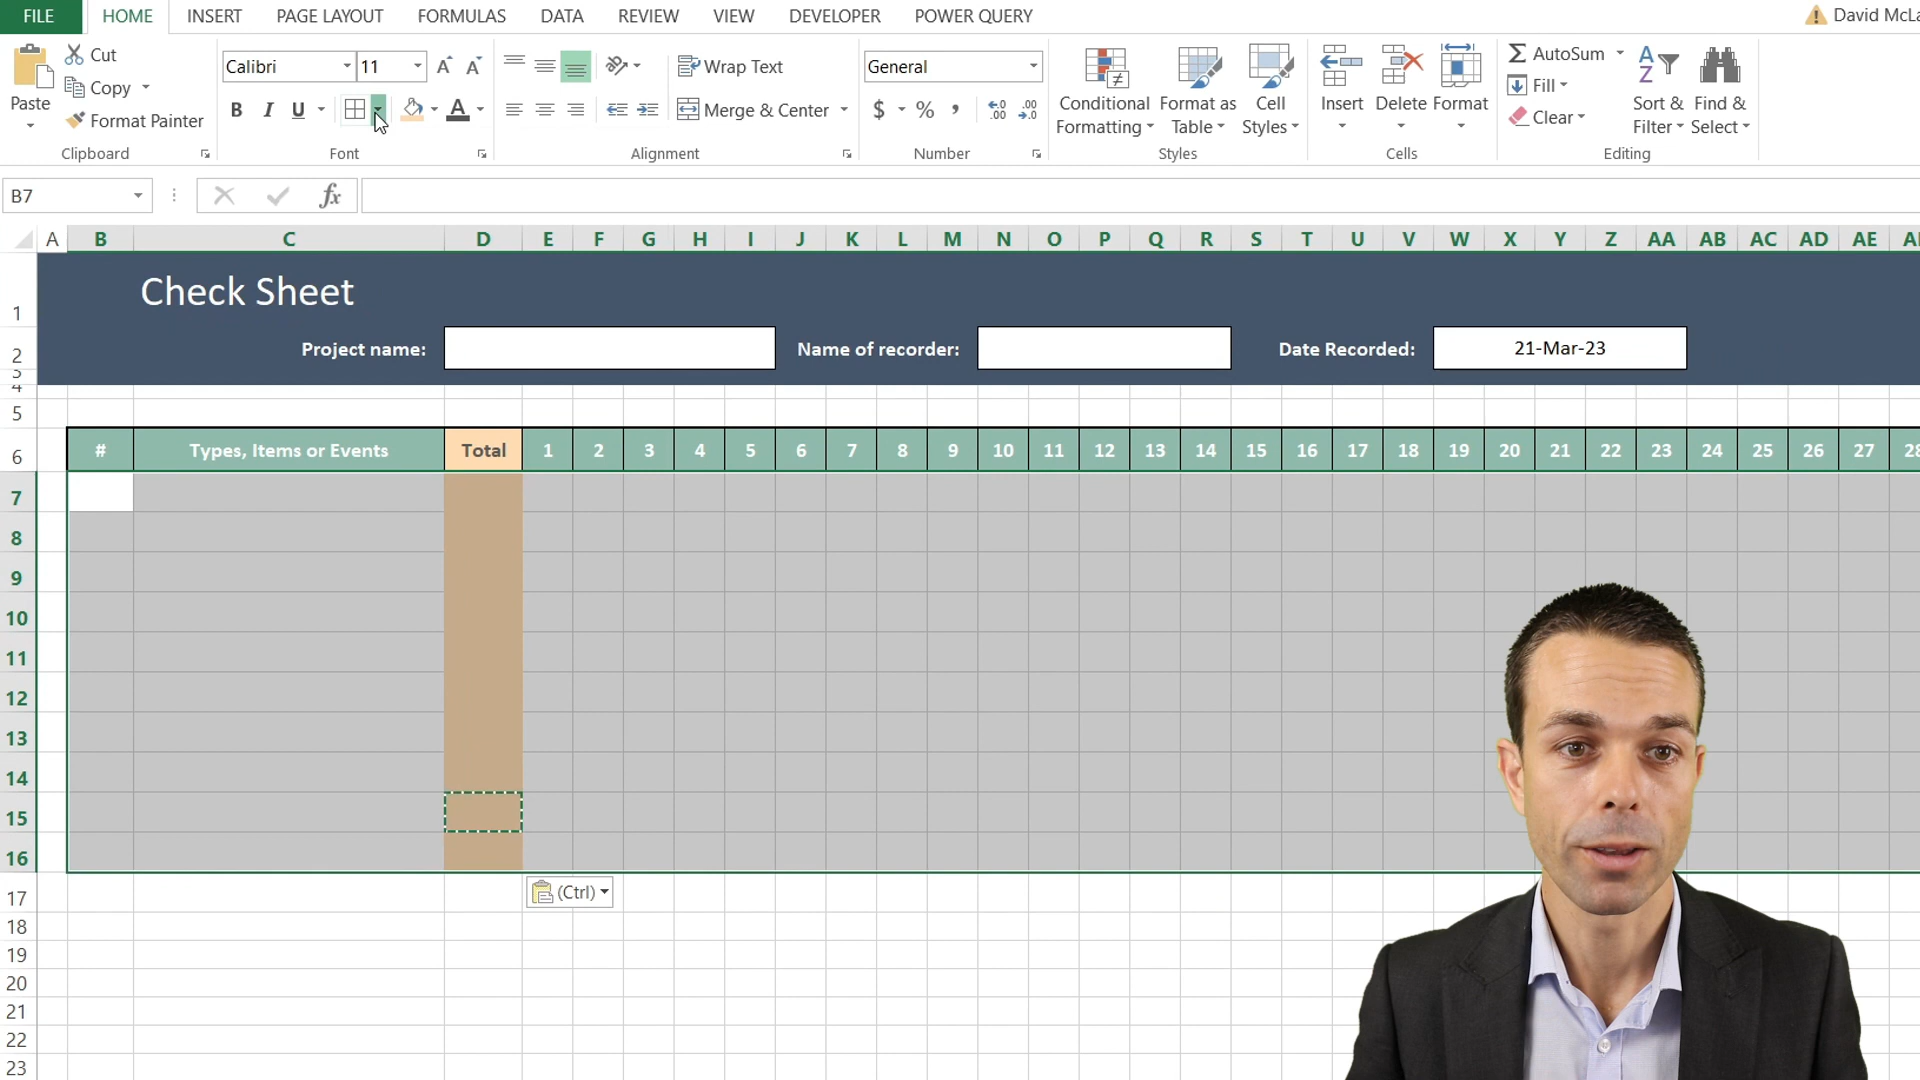 FILE HOME INSERT PAGE LAYOUT FORMULAS DATA REVIEW VIEW DEVELOPER POWER QUERY David McLa
Paste
Cut
Copy
Format Painter
Clipboard
Calibri 11
A A
B I U A
Font
Wrap Text
Merge & Center
Alignment
General
$ % ,
Number
Conditional Formatting
Format as Table
Cell Styles
Styles
Insert Delete Format
Cells
AutoSum
Fill
Clear
Sort & Filter
Find & Select
Editing
B7 fx
A B C D E F G H I J K L M N O P Q R S T U V W X Y Z AA AB AC AD AE
1 Check Sheet
2 Project name: Name of recorder: Date Recorded: 21-Mar-23
3
4
5
6 # Types, Items or Events Total 1 2 3 4 5 6 7 8 9 10 11 12 13 14 15 16 17 18 19 20 21 22 23 24 25 26 27 28
7
8
9
10
11
12
13
14
15
16
(Ctrl)
17
18
19
20
21
22
23